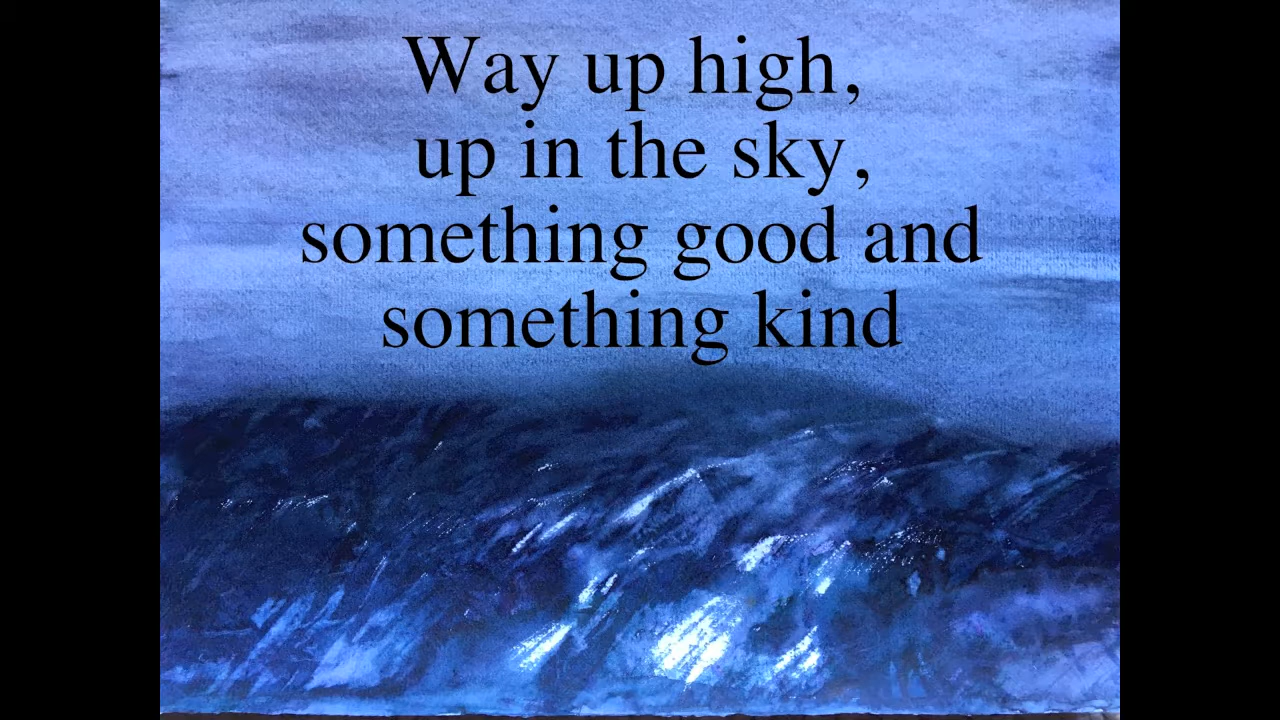 Way up high,
up in the sky,
something good and
something kind